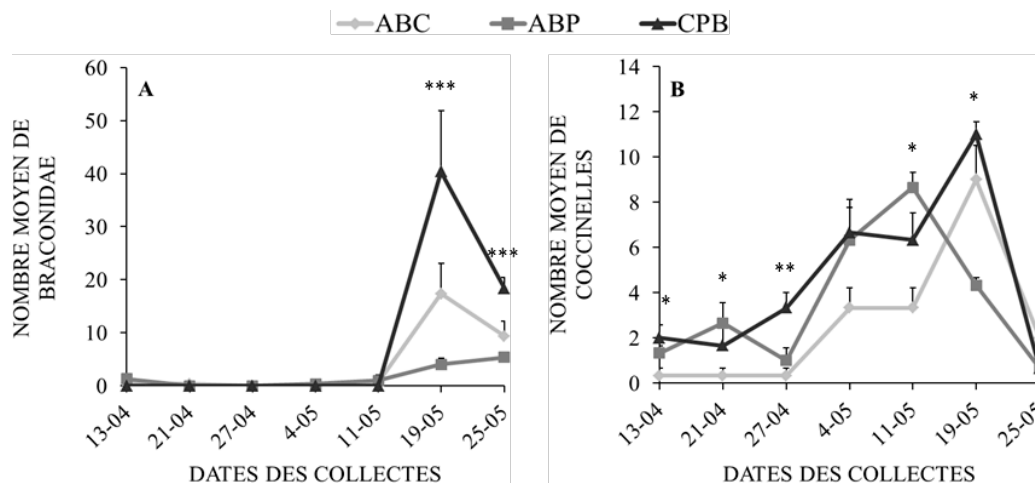 ABC ABP CPB
NOMBRE MOYEN DE
BRACONIDAE
60
50
40
30
20
10
0
A
***
***
13-04 21-04 27-04 4-05 11-05 19-05 25-05
DATES DES COLLECTES
NOMBRE MOYEN DE
COCCINELLES
14
12
10
8
6
4
2
0
B
* * ** * *
13-04 21-04 27-04 4-05 11-05 19-05 25-05
DATES DES COLLECTES